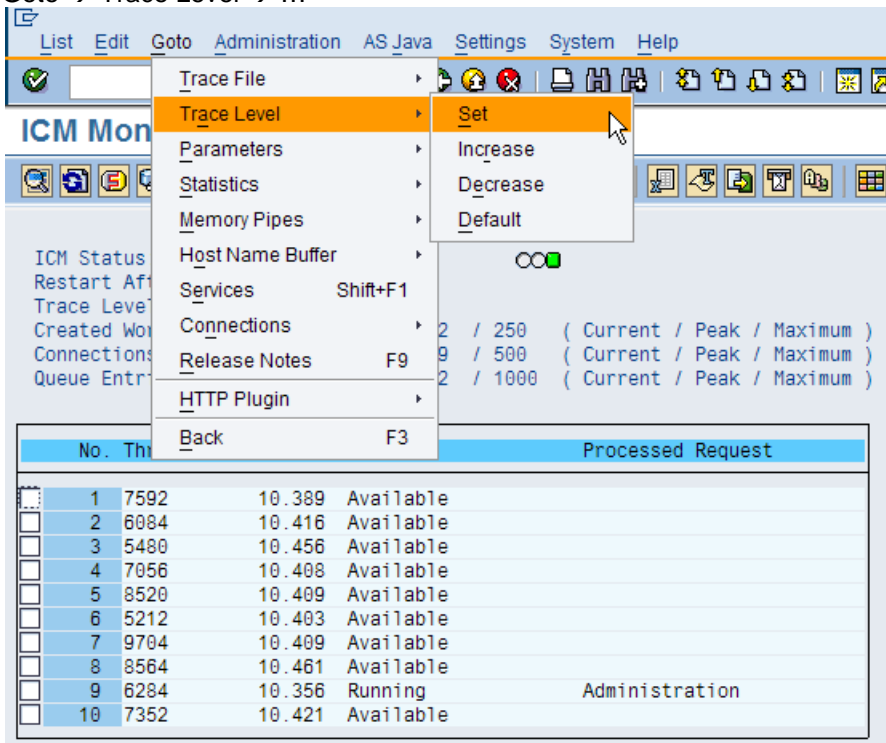 Goto → Trace Level → ...
List Edit Goto Administration AS Java Settings System Help
Trace File
Trace Level
Set
ICM Mon
Parameters
Increase
Statistics
Decrease
Memory Pipes
Default
ICM Status
Host Name Buffer
Restart Aft
Services Shift+F1
Trace Level
Created Wor
Connections
2 / 250 ( Current / Peak / Maximum )
Connections
Release Notes F9
9 / 500 ( Current / Peak / Maximum )
Queue Entr
2 / 1000 ( Current / Peak / Maximum )
HTTP Plugin
Back F3
No. Thr Processed Request
1 7592 10.389 Available
2 6084 10.416 Available
3 5480 10.456 Available
4 7056 10.408 Available
5 8520 10.409 Available
6 5212 10.403 Available
7 9704 10.409 Available
8 8564 10.461 Available
9 6284 10.356 Running Administration
10 7352 10.421 Available